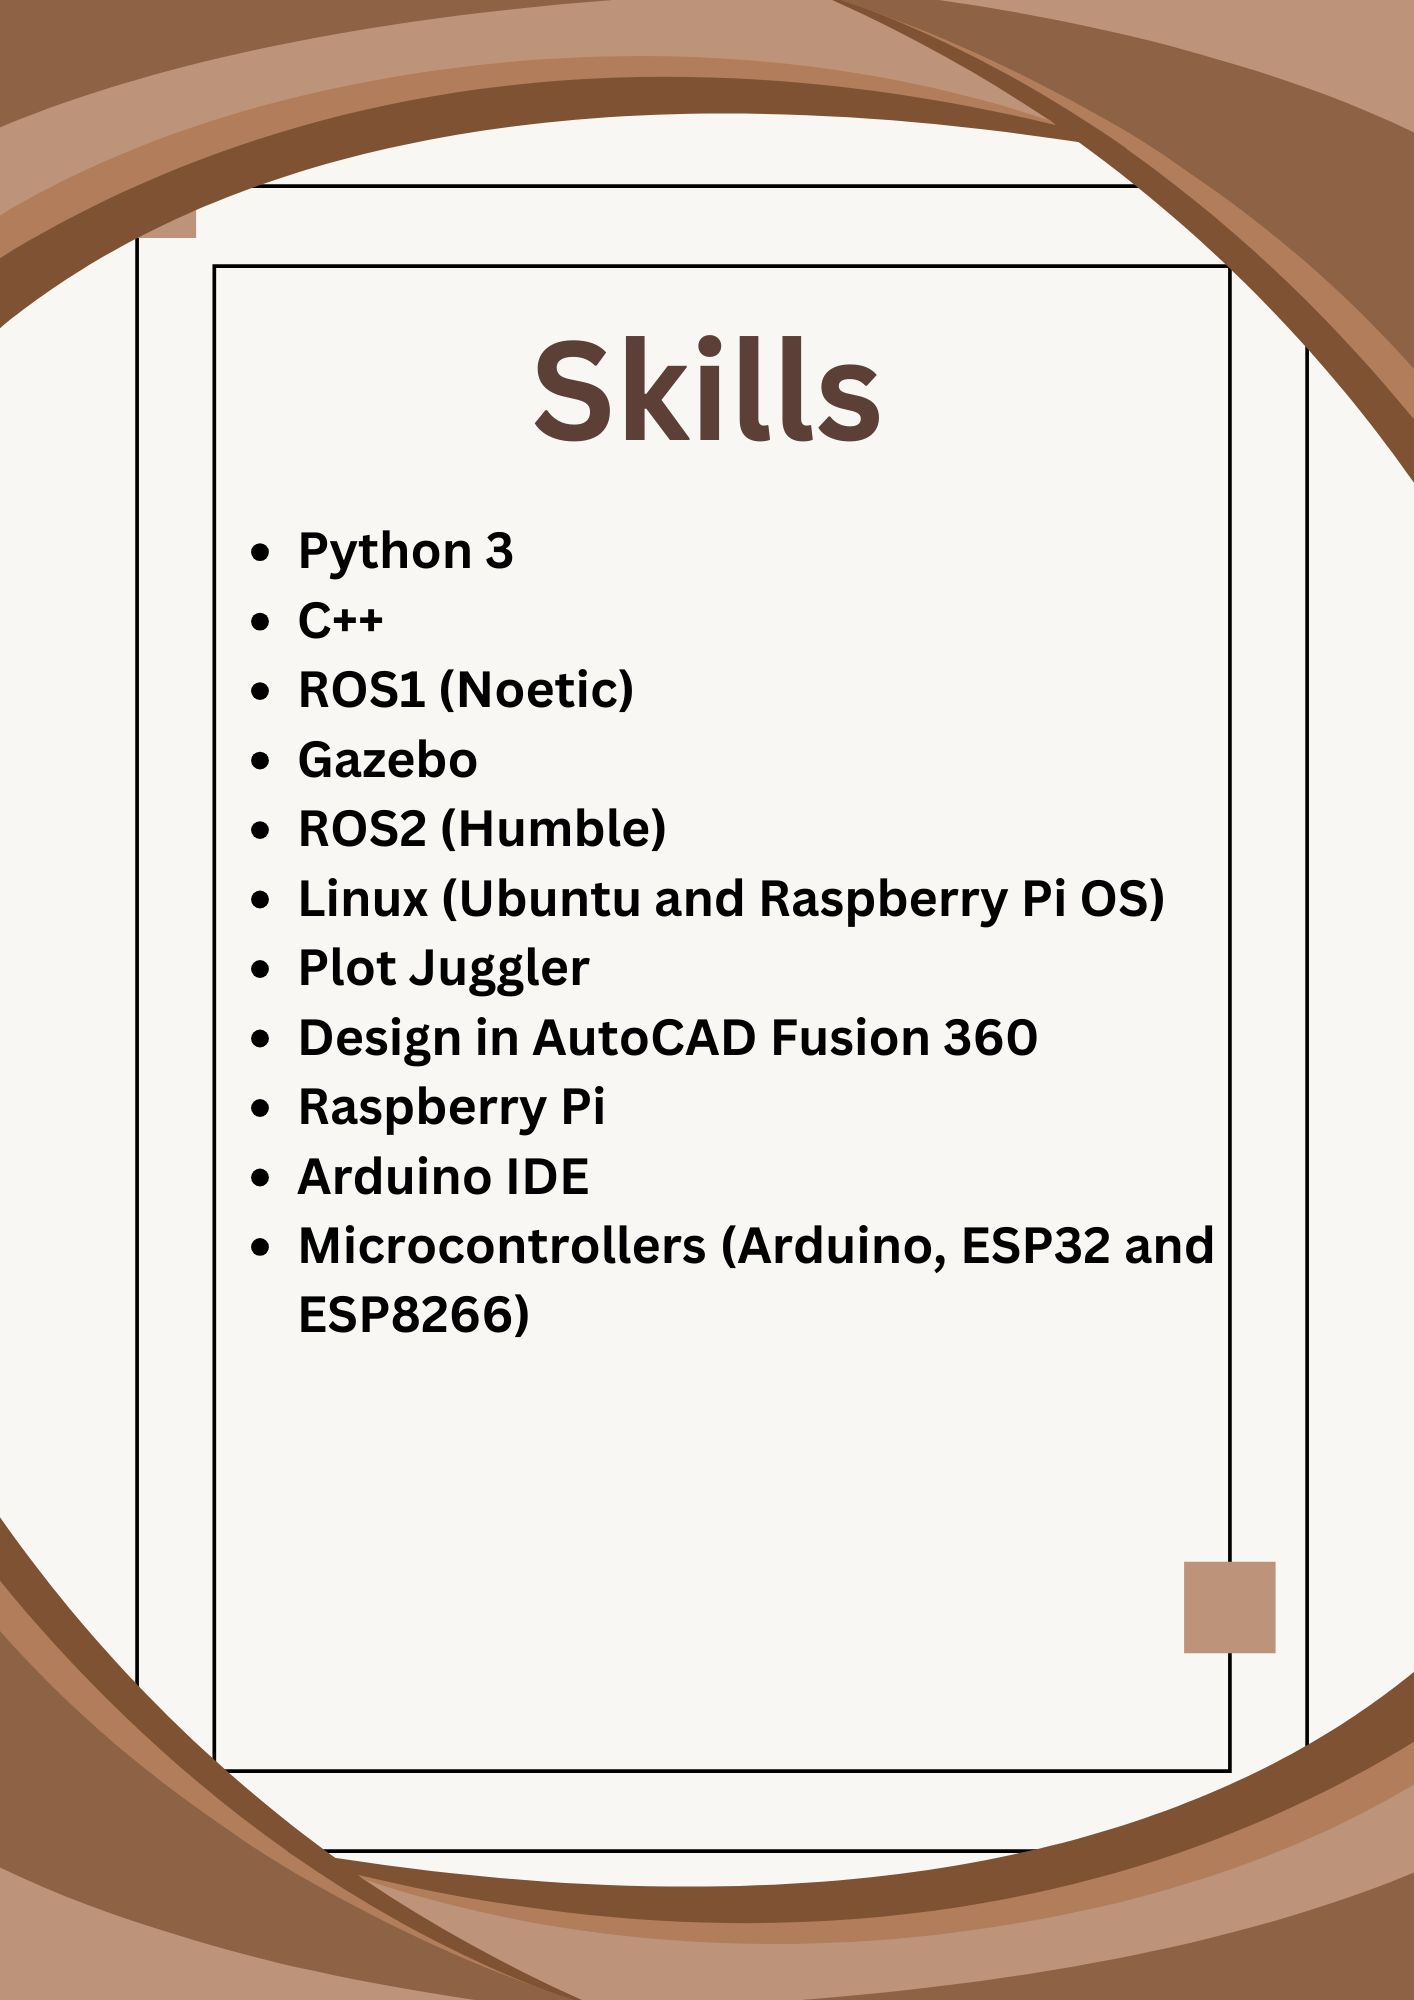 Skills
• Python 3
• C++
• ROS1 (Noetic)
• Gazebo
• ROS2 (Humble)
• Linux (Ubuntu and Raspberry Pi OS)
• Plot Juggler
• Design in AutoCAD Fusion 360
• Raspberry Pi
• Arduino IDE
• Microcontrollers (Arduino, ESP32 and
ESP8266)